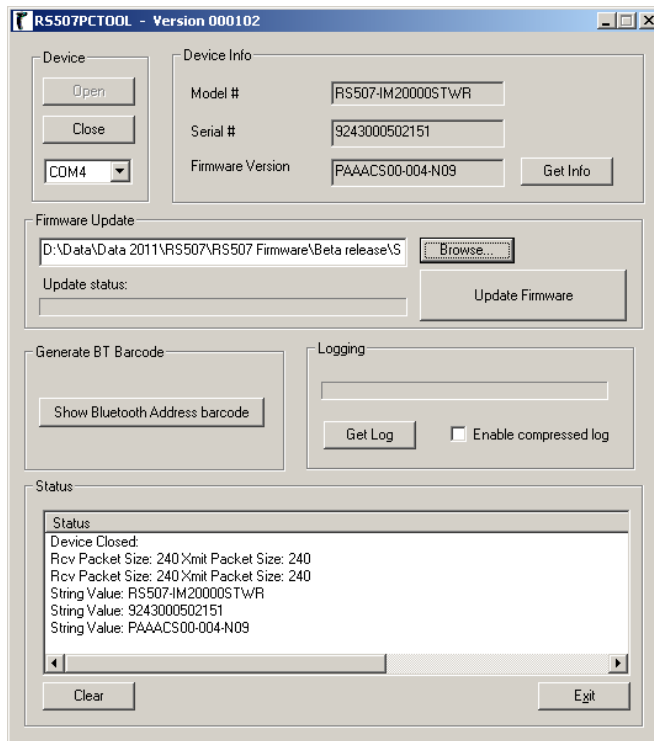 RS507PCTOOL - Version 000102
Device
Open
Close
COM4
Device Info
Model #
RS507-IM20000STWR
Serial #
9243000502151
Firmware Version
PAAACS00-004-N09
Get Info
Firmware Update
D:\Data\Data 2011\RS507\RS507 Firmware\Beta release\S
Browse...
Update status:
Update Firmware
Generate BT Barcode
Show Bluetooth Address barcode
Logging
Get Log
Enable compressed log
Status
Status
Device Closed:
Rcv Packet Size: 240 Xmit Packet Size: 240
Rcv Packet Size: 240 Xmit Packet Size: 240
String Value: RS507-IM20000STWR
String Value: 9243000502151
String Value: PAAACS00-004-N09
Clear
Exit